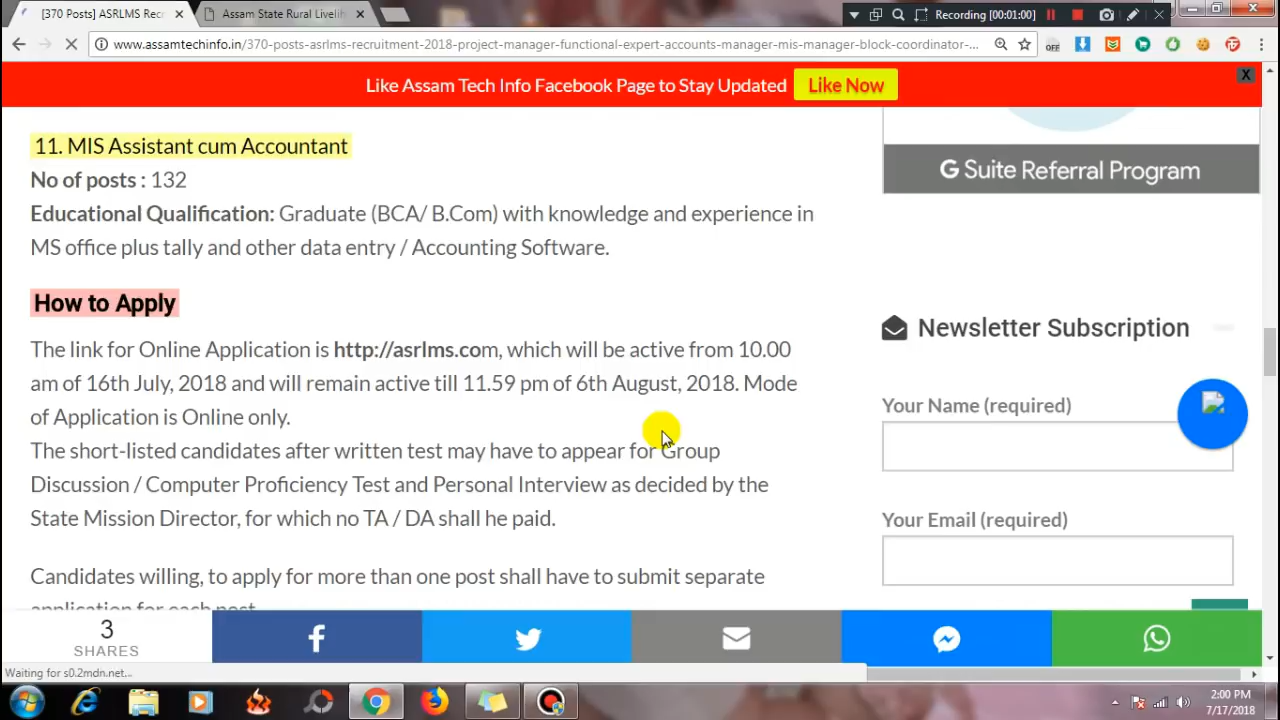 [370 Posts] ASRLMS Rec
Assam State Rural Livelih
Recording [00:01:00]
www.assamtechinfo.in/370-posts-asrlms-recruitment-2018-project-manager-functional-expert-accounts-manager-mis-manager-block-coordinator-...
OFF
Like Assam Tech Info Facebook Page to Stay Updated
Like Now
X
11. MIS Assistant cum Accountant
No of posts : 132
Educational Qualification: Graduate (BCA/ B.Com) with knowledge and experience in
MS office plus tally and other data entry / Accounting Software.
How to Apply
The link for Online Application is http://asrlms.com, which will be active from 10.00
am of 16th July, 2018 and will remain active till 11.59 pm of 6th August, 2018. Mode
of Application is Online only.
The short-listed candidates after written test may have to appear for Group
Discussion / Computer Proficiency Test and Personal Interview as decided by the
State Mission Director, for which no TA / DA shall he paid.
Candidates willing, to apply for more than one post shall have to submit separate
application for each post
G Suite Referral Program
Newsletter Subscription
Your Name (required)
Your Email (required)
3
SHARES
Waiting for s0.2mdn.net...
2:00 PM
7/17/2018